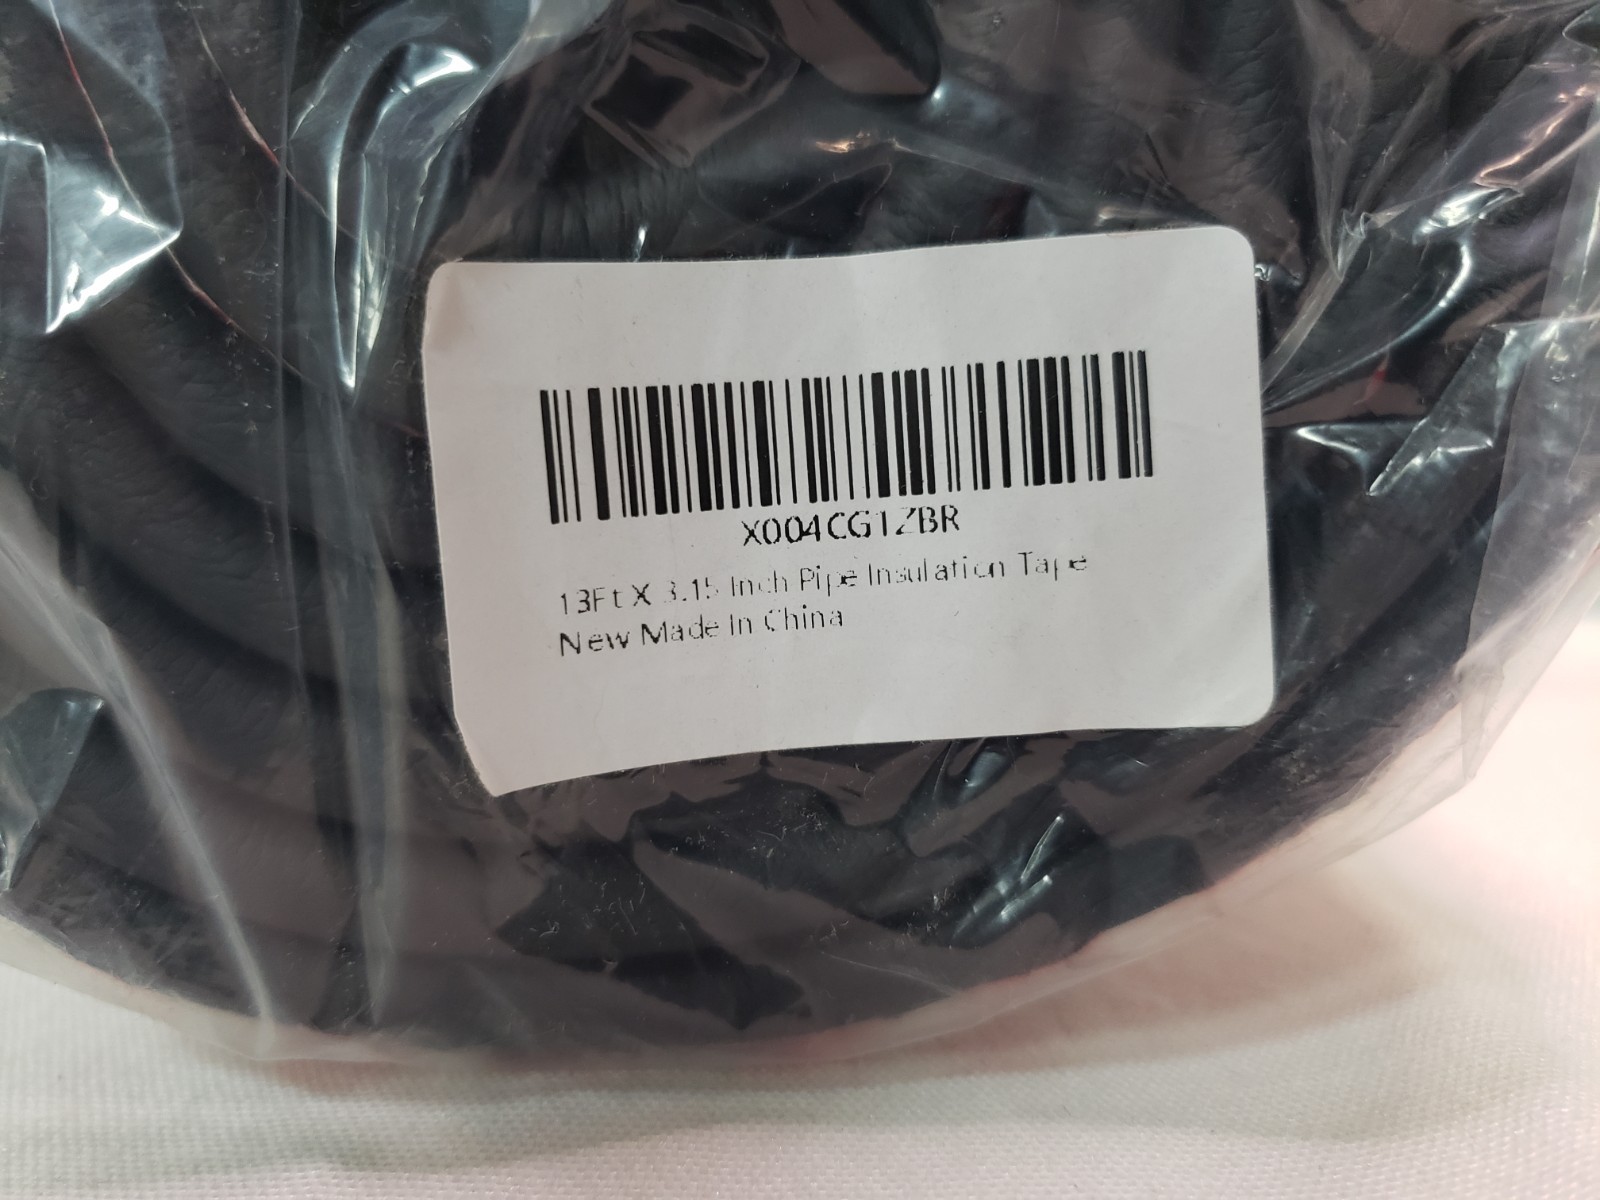 X004CG1ZBR
13Ft X 3.15 Inch Pipe Insulation Tape
New Made In China